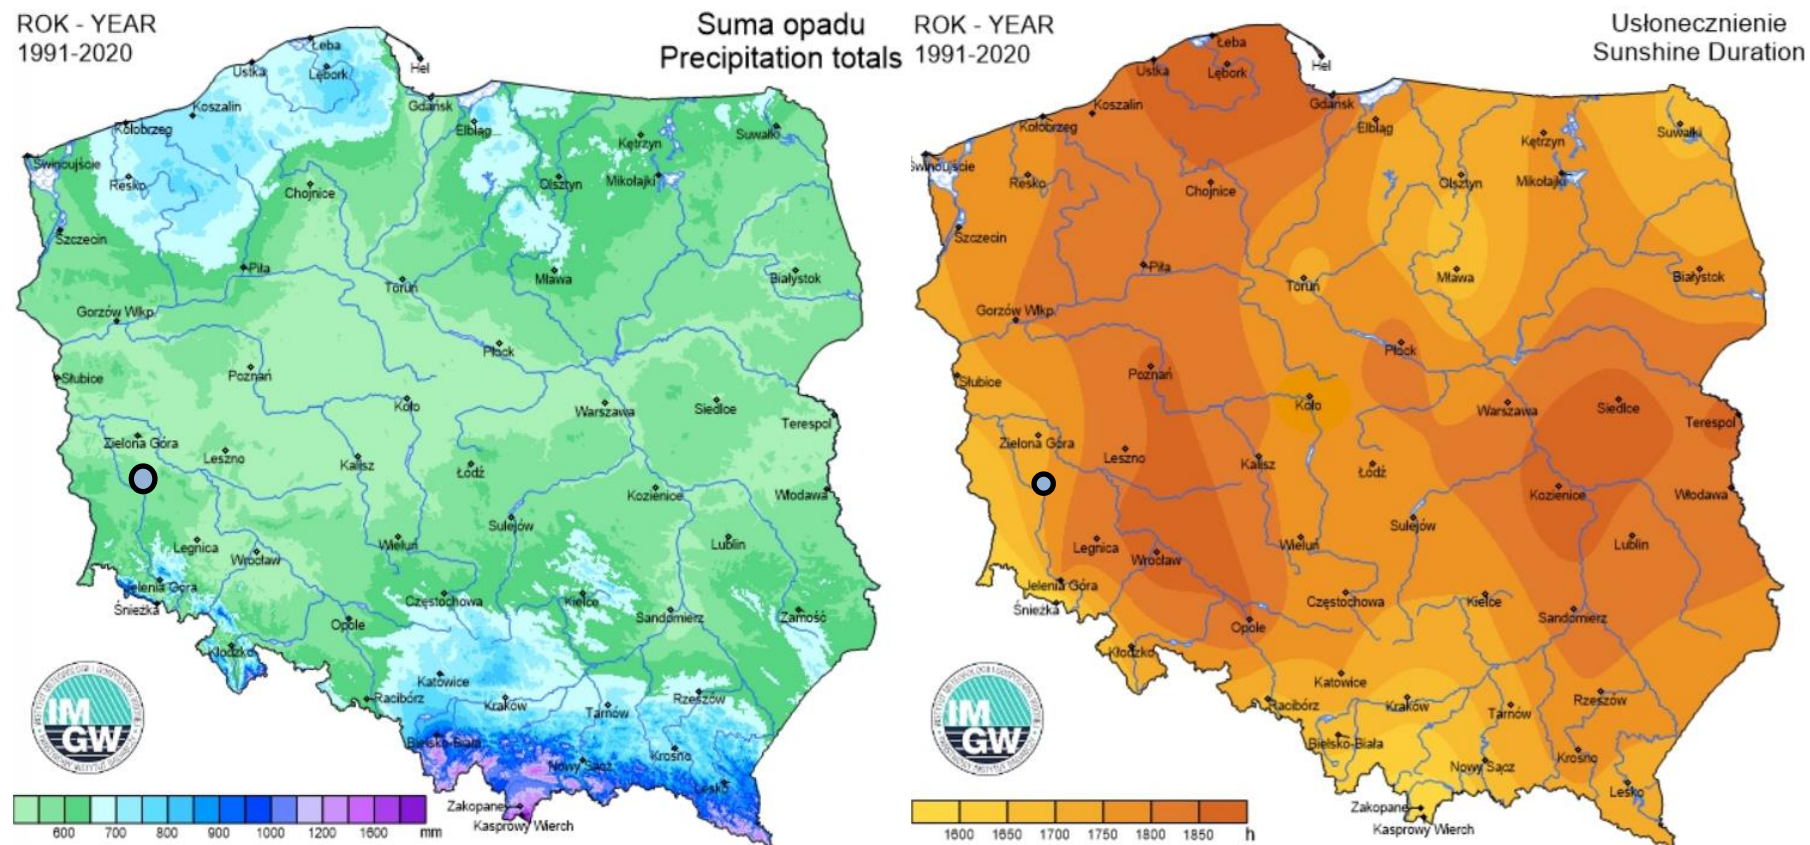 ROK - YEAR
1991-2020
Suma opadu
Precipitation totals
Łeba
Hel
Ustka
Lębork
Gdańsk
Koszalin
Kołobrzeg
Elbląg
Suwałki
Kętrzyn
Świnoujście
Resko
Chojnice
Olsztyn
Mikołajki
Szczecin
Piła
Toruń
Mława
Białystok
Gorzów Wlkp.
Płock
Słubice
Poznań
Koło
Warszawa
Siedlce
Terespol
Zielona Góra
Leszno
Kalisz
Łódź
Kozienice
Włodawa
Sulejów
Legnica
Wrocław
Wieluń
Lublin
Jelenia Góra
Śnieżka
Częstochowa
Kielce
Sandomierz
Zamość
Opole
Kłodzko
Katowice
Racibórz
Kraków
Tarnów
Rzeszów
Bielsko-Biała
Nowy Sącz
Krosno
Lesko
Zakopane
Kasprowy Wierch
IM
GW
600 700 800 900 1000 1200 1600 mm
ROK - YEAR
1991-2020
Usłonecznienie
Sunshine Duration
Łeba
Hel
Ustka
Lębork
Gdańsk
Koszalin
Kołobrzeg
Elbląg
Suwałki
Kętrzyn
Świnoujście
Resko
Chojnice
Olsztyn
Mikołajki
Szczecin
Piła
Toruń
Mława
Białystok
Gorzów Wlkp
Płock
Słubice
Poznań
Koło
Warszawa
Siedlce
Terespol
Zielona Góra
Leszno
Kalisz
Łódź
Kozienice
Włodawa
Sulejów
Legnica
Wrocław
Wieluń
Lublin
Jelenia Góra
Śnieżka
Częstochowa
Kielce
Sandomierz
Opole
Kłodzko
Katowice
Racibórz
Kraków
Tarnów
Rzeszów
Bielsko-Biała
Nowy Sącz
Krosno
Lesko
Zakopane
Kasprowy Wierch
IM
GW
1600 1650 1700 1750 1800 1850 h